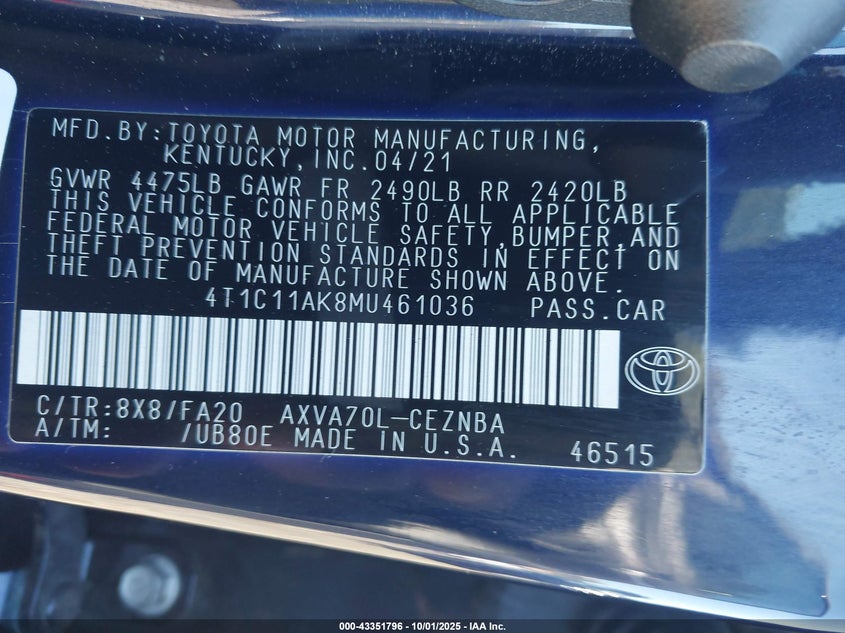 MFD.BY:TOYOTA MOTOR MANUFACTURING,
KENTUCKY,INC.04/21
GVWR 4475LB GAWR FR 2490LB RR 2420LB
THIS VEHICLE CONFORMS TO ALL APPLICABLE
FEDERAL MOTOR VEHICLE SAFETY,BUMPER,AND
THEFT PREVENTION STANDARDS IN EFFECT ON
THE DATE OF MANUFACTURE SHOWN ABOVE.
4T1C11AK8MU461036 PASS.CAR
C/TR:8X8/FA20 AXVA70L-CEZNBA
A/TM: /UB80E MADE IN U.S.A. 46515
000-43351796 - 10/01/2025 - IAA Inc.